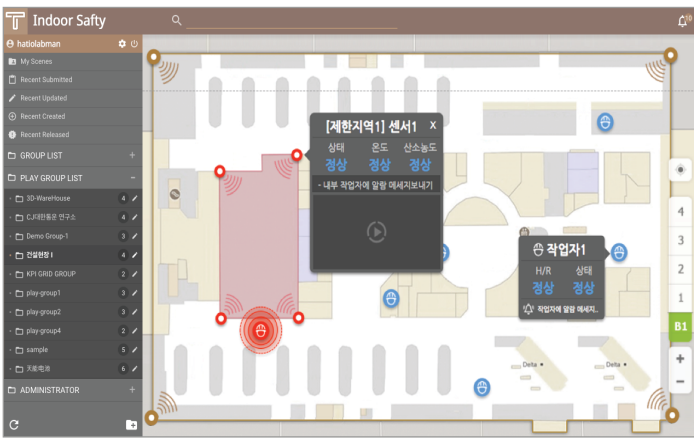 Indoor Safty
19
hatiolabman
My Scenes
Recent Submitted
Recent Updated
Recent Created
Recent Released
GROUP LIST +
PLAY GROUP LIST −
3D-WareHouse 4
CJ대한통운 연구소 4
Demo Group-1 3
건설현장 I 4
KPI GRID GROUP 2
play-group1 3
play-group2 3
play-group4 2
sample 5
天能电池 6
ADMINISTRATOR +
[제한지역1] 센서1 X
상태 온도 산소농도
정상 정상 정상
- 내부 작업자에 알람 메세지보내기
작업자1
H/R 상태
정상 정상
작업자에 알람 메세지..
Delta
Delta
4
3
2
1
B1
+
−